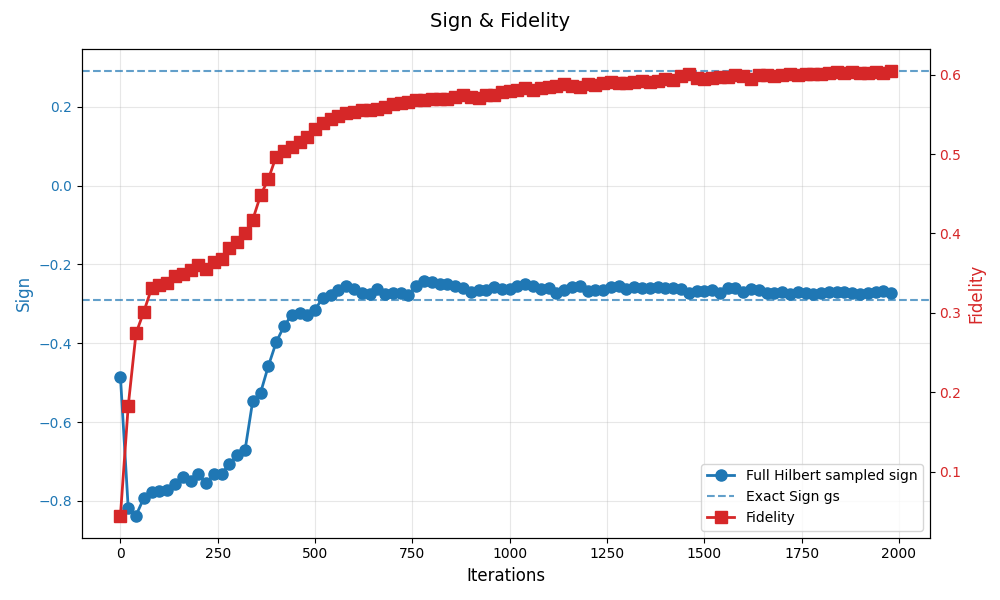 Sign & Fidelity
Sign
0.2
0.0
−0.2
−0.4
−0.6
−0.8
0.6
0.5
0.4
0.3
0.2
0.1
Fidelity
Full Hilbert sampled sign
Exact Sign gs
Fidelity
0 250 500 750 1000 1250 1500 1750 2000
Iterations